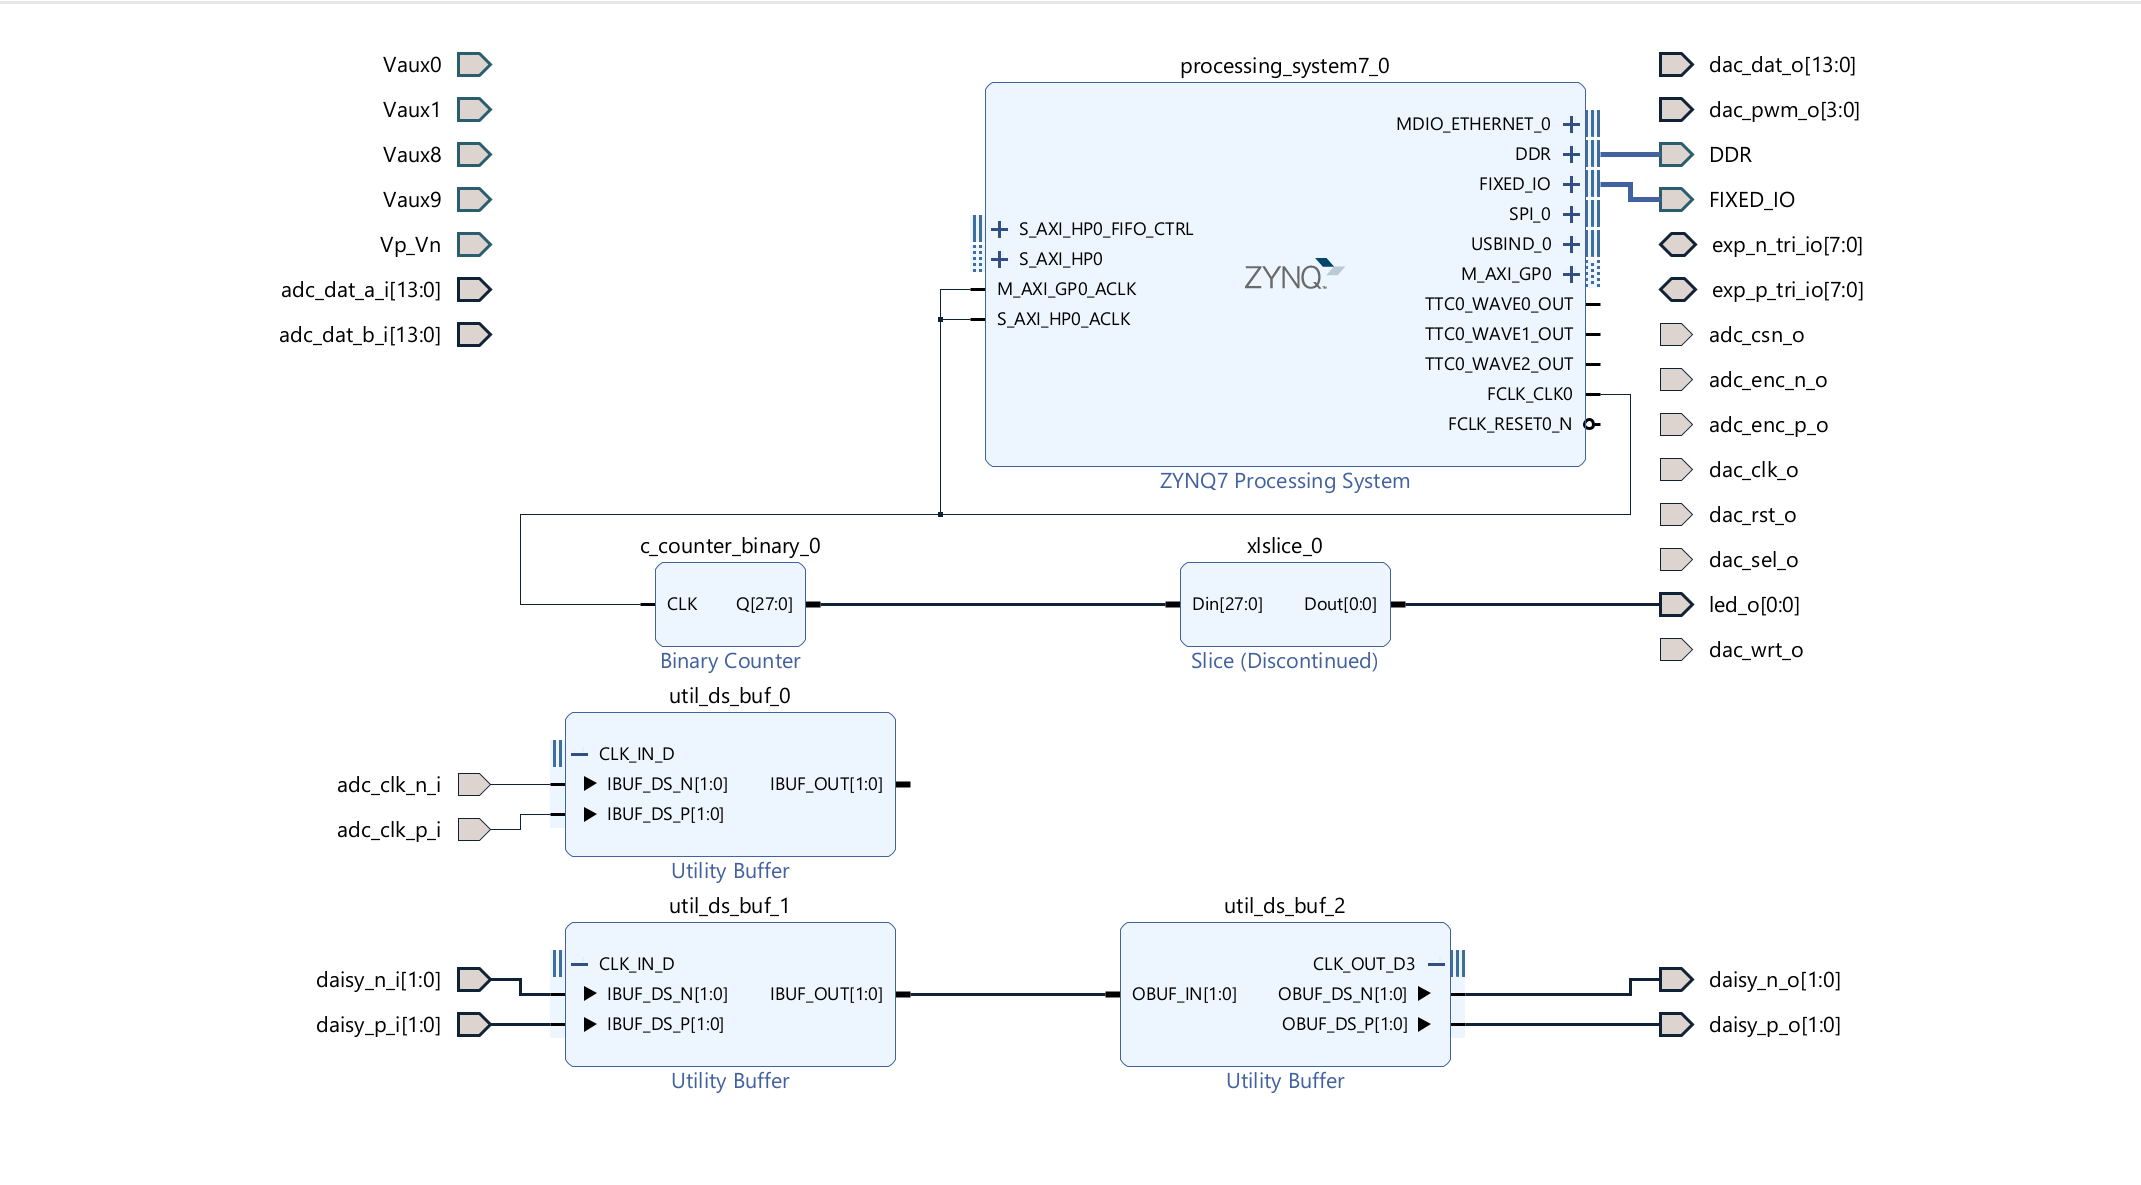 Vaux0
Vaux1
Vaux8
Vaux9
Vp_Vn
adc_dat_a_i[13:0]
adc_dat_b_i[13:0]
processing_system7_0
MDIO_ETHERNET_0
DDR
FIXED_IO
SPI_0
USBIND_0
M_AXI_GP0
TTC0_WAVE0_OUT
TTC0_WAVE1_OUT
TTC0_WAVE2_OUT
FCLK_CLK0
FCLK_RESET0_N
S_AXI_HP0_FIFO_CTRL
S_AXI_HP0
M_AXI_GP0_ACLK
S_AXI_HP0_ACLK
ZYNQ
ZYNQ7 Processing System
dac_dat_o[13:0]
dac_pwm_o[3:0]
DDR
FIXED_IO
exp_n_tri_io[7:0]
exp_p_tri_io[7:0]
adc_csn_o
adc_enc_n_o
adc_enc_p_o
dac_clk_o
dac_rst_o
dac_sel_o
led_o[0:0]
dac_wrt_o
c_counter_binary_0
CLK
Q[27:0]
Binary Counter
xlslice_0
Din[27:0]
Dout[0:0]
Slice (Discontinued)
util_ds_buf_0
adc_clk_n_i
adc_clk_p_i
CLK_IN_D
IBUF_DS_N[1:0]
IBUF_DS_P[1:0]
IBUF_OUT[1:0]
Utility Buffer
util_ds_buf_1
daisy_n_i[1:0]
daisy_p_i[1:0]
CLK_IN_D
IBUF_DS_N[1:0]
IBUF_DS_P[1:0]
IBUF_OUT[1:0]
Utility Buffer
util_ds_buf_2
OBUF_IN[1:0]
CLK_OUT_D3
OBUF_DS_N[1:0]
OBUF_DS_P[1:0]
Utility Buffer
daisy_n_o[1:0]
daisy_p_o[1:0]